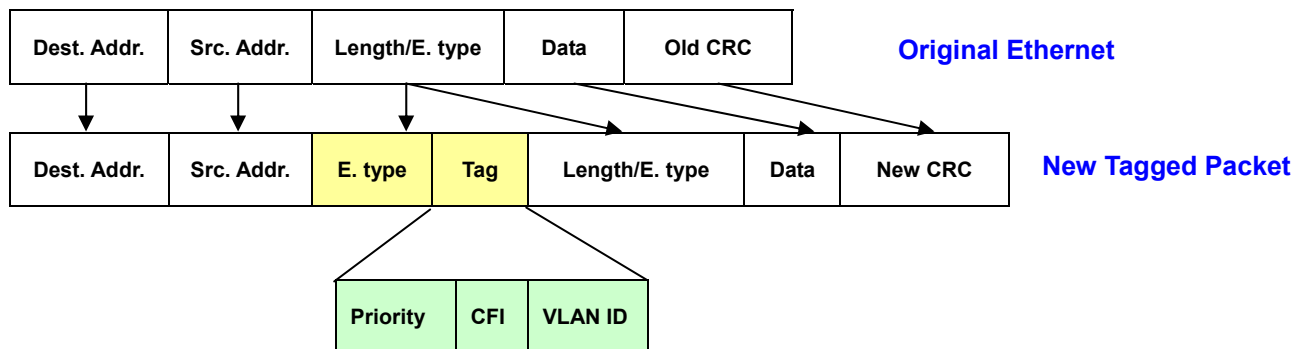 Dest. Addr. Src. Addr. Length/E. type Data Old CRC Original Ethernet
Dest. Addr. Src. Addr. E. type Tag Length/E. type Data New CRC New Tagged Packet
Priority CFI VLAN ID